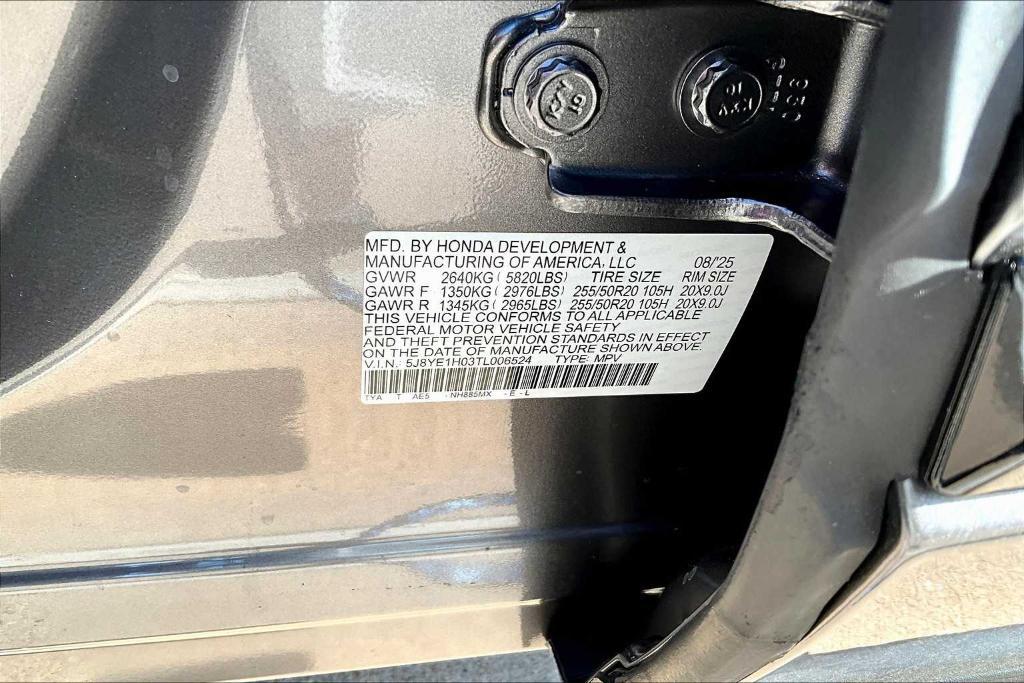 MFD. BY HONDA DEVELOPMENT &
MANUFACTURING OF AMERICA, LLC 08/25
GVWR 2640KG ( 5820LBS) TIRE SIZE RIM SIZE
GAWR F 1350KG ( 2976LBS) 255/50R20 105H 20X9.0J
GAWR R 1345KG ( 2965LBS) 255/50R20 105H 20X9.0J
THIS VEHICLE CONFORMS TO ALL APPLICABLE
FEDERAL MOTOR VEHICLE SAFETY
AND THEFT PREVENTION STANDARDS IN EFFECT
ON THE DATE OF MANUFACTURE SHOWN ABOVE.
V.I.N.: 5J8YE1H03TL006524 TYPE: MPV
TYA T AE5 - NH885MX - E - L